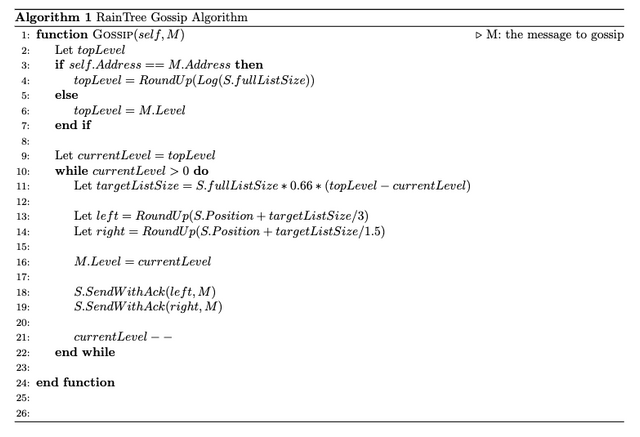 Algorithm 1 RainTree Gossip Algorithm
1: function GOSSIP(self, M) ▷ M: the message to gossip
2: Let topLevel
3: if self.Address == M.Address then
4: topLevel = RoundUp(Log(S.fullListSize))
5: else
6: topLevel = M.Level
7: end if
8:
9: Let currentLevel = topLevel
10: while currentLevel > 0 do
11: Let targetListSize = S.fullListSize * 0.66 * (topLevel − currentLevel)
12:
13: Let left = RoundUp(S.Position + targetListSize/3)
14: Let right = RoundUp(S.Position + targetListSize/1.5)
15:
16: M.Level = currentLevel
17:
18: S.SendWithAck(left, M)
19: S.SendWithAck(right, M)
20:
21: currentLevel − −
22: end while
23:
24: end function
25:
26: